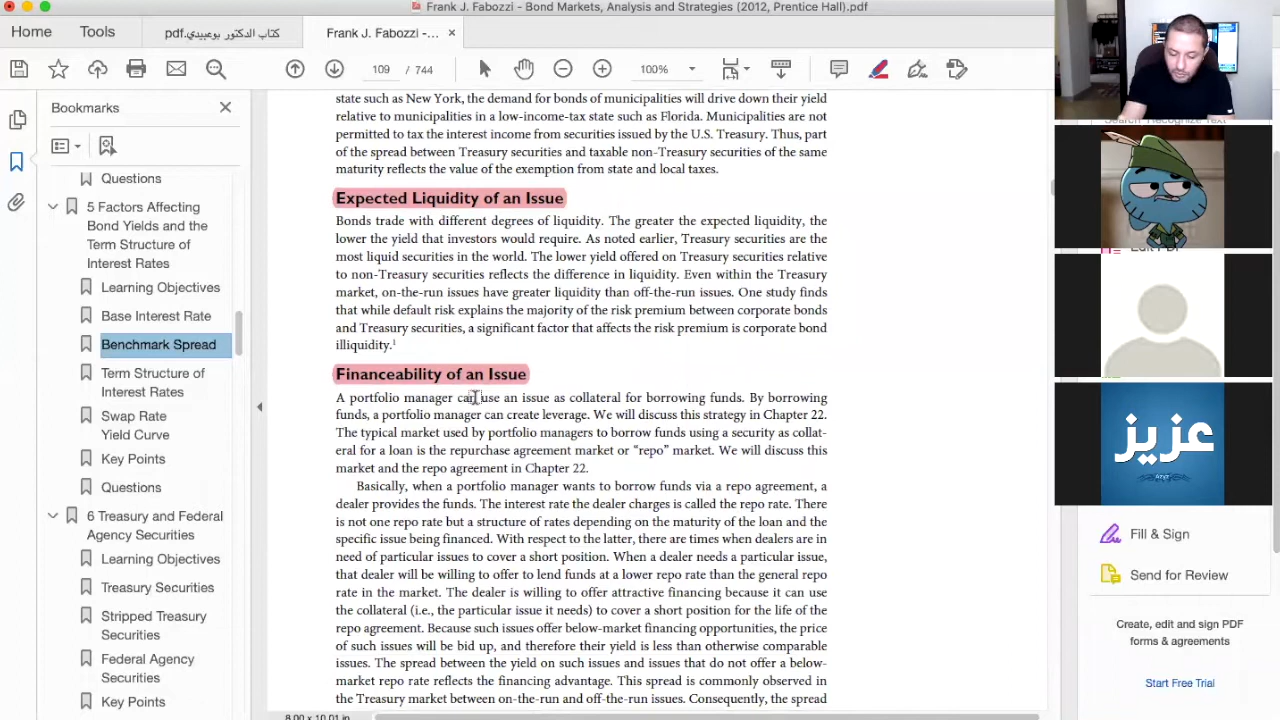 Frank J. Fabozzi - Bond Markets, Analysis and Strategies (2012, Prentice Hall).pdf
Home
Tools
كتاب الدكتور بوعبيدي.pdf
Frank J. Fabozzi -...
109 / 744
100%
Bookmarks
Questions
5 Factors Affecting
Bond Yields and the
Term Structure of
Interest Rates
Learning Objectives
Base Interest Rate
Benchmark Spread
Term Structure of
Interest Rates
Swap Rate
Yield Curve
Key Points
Questions
6 Treasury and Federal
Agency Securities
Learning Objectives
Treasury Securities
Stripped Treasury
Securities
Federal Agency
Securities
Key Points
state such as New York, the demand for bonds of municipalities will drive down their yield
relative to municipalities in a low-income-tax state such as Florida. Municipalities are not
permitted to tax the interest income from securities issued by the U.S. Treasury. Thus, part
of the spread between Treasury securities and taxable non-Treasury securities of the same
maturity reflects the value of the exemption from state and local taxes.
Expected Liquidity of an Issue
Bonds trade with different degrees of liquidity. The greater the expected liquidity, the
lower the yield that investors would require. As noted earlier, Treasury securities are the
most liquid securities in the world. The lower yield offered on Treasury securities relative
to non-Treasury securities reflects the difference in liquidity. Even within the Treasury
market, on-the-run issues have greater liquidity than off-the-run issues. One study finds
that while default risk explains the majority of the risk premium between corporate bonds
and Treasury securities, a significant factor that affects the risk premium is corporate bond
illiquidity.1
Financeability of an Issue
A portfolio manager can use an issue as collateral for borrowing funds. By borrowing
funds, a portfolio manager can create leverage. We will discuss this strategy in Chapter 22.
The typical market used by portfolio managers to borrow funds using a security as collat-
eral for a loan is the repurchase agreement market or “repo” market. We will discuss this
market and the repo agreement in Chapter 22.
Basically, when a portfolio manager wants to borrow funds via a repo agreement, a
dealer provides the funds. The interest rate the dealer charges is called the repo rate. There
is not one repo rate but a structure of rates depending on the maturity of the loan and the
specific issue being financed. With respect to the latter, there are times when dealers are in
need of particular issues to cover a short position. When a dealer needs a particular issue,
that dealer will be willing to offer to lend funds at a lower repo rate than the general repo
rate in the market. The dealer is willing to offer attractive financing because it can use
the collateral (i.e., the particular issue it needs) to cover a short position for the life of the
repo agreement. Because such issues offer below-market financing opportunities, the price
of such issues will be bid up, and therefore their yield is less than otherwise comparable
issues. The spread between the yield on such issues and issues that do not offer a below-
market repo rate reflects the financing advantage. This spread is commonly observed in
the Treasury market between on-the-run and off-the-run issues. Consequently, the spread
8.00 x 10.01 in
عزيز
Azyz
Fill & Sign
Send for Review
Create, edit and sign PDF
forms & agreements
Start Free Trial